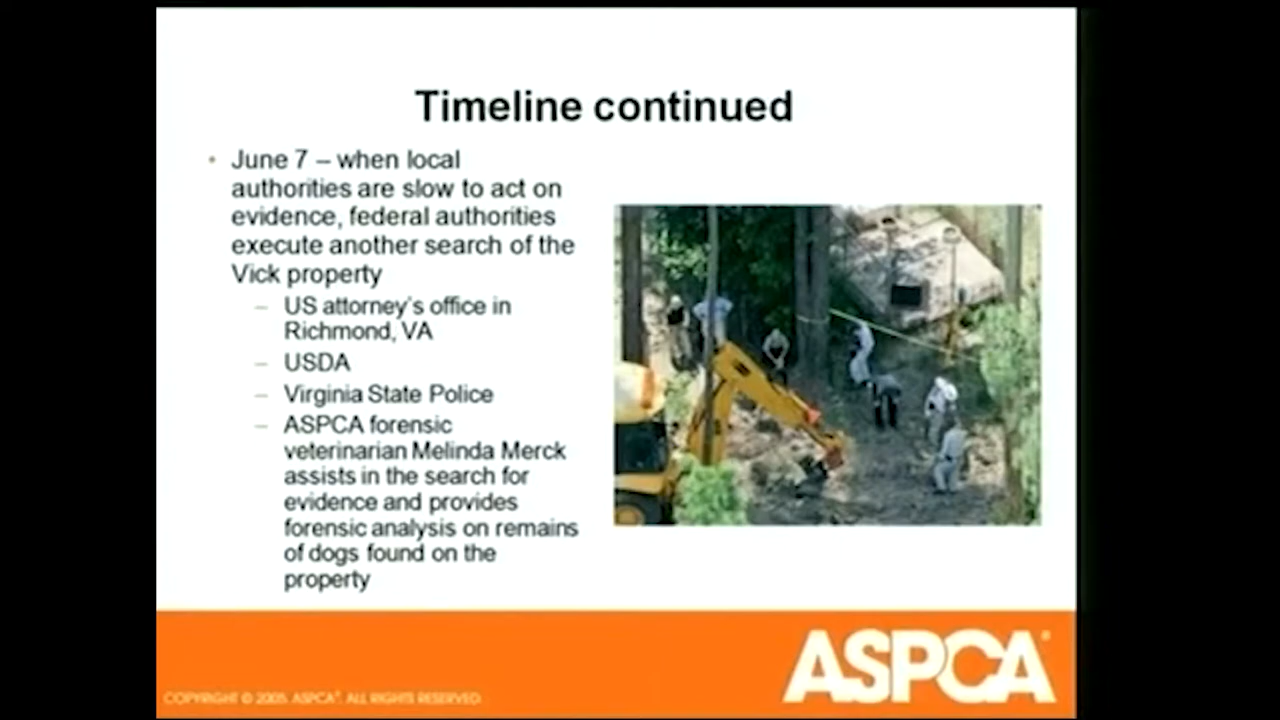 Timeline continued
• June 7 – when local
authorities are slow to act on
evidence, federal authorities
execute another search of the
Vick property
– US attorney's office in
Richmond, VA
– USDA
– Virginia State Police
– ASPCA forensic
veterinarian Melinda Merck
assists in the search for
evidence and provides
forensic analysis on remains
of dogs found on the
property
COPYRIGHT © ASPCA®. ALL RIGHTS RESERVED.
ASPCA®